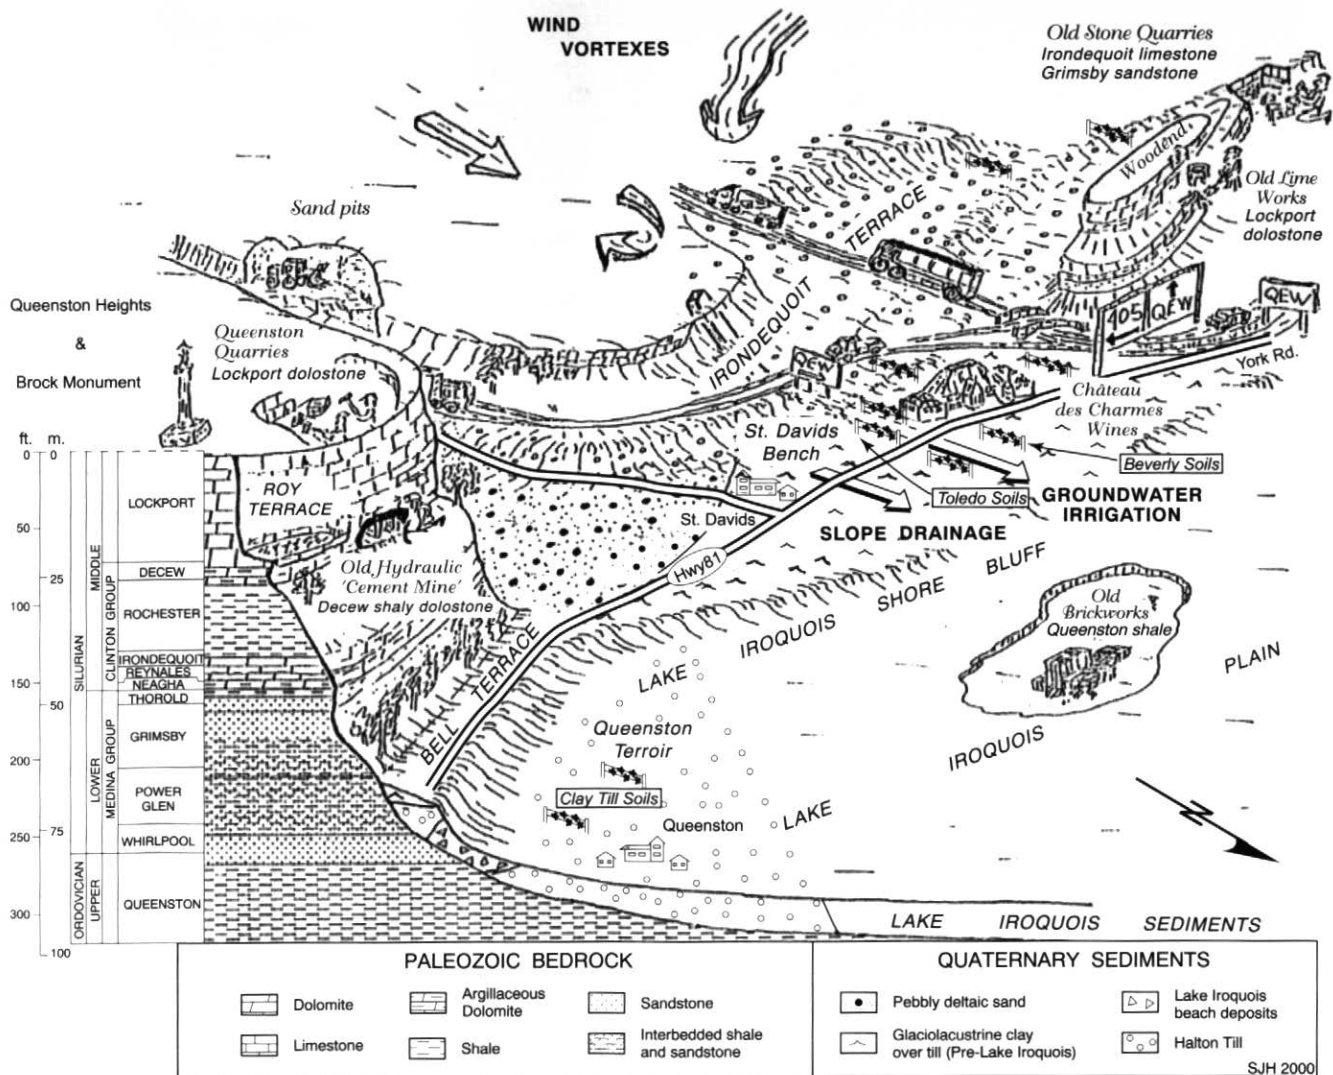 WIND
VORTEXES
Old Stone Quarries
Irondequoit limestone
Grimsby sandstone
Woodend
Old Lime
Works
Lockport
dolostone
Sand pits
TERRACE
IRONDEQUOIT
405
QEW
QEW
QEW
York Rd.
Queenston Heights
&
Brock Monument
Queenston
Quarries
Lockport dolostone
Château
des Charmes
Wines
St. Davids
Bench
Beverly Soils
Toledo Soils
GROUNDWATER
IRRIGATION
SLOPE DRAINAGE
St. Davids
Hwy81
ROY
TERRACE
Old Hydraulic
'Cement Mine'
Decew shaly dolostone
BELL TERRACE
LAKE IROQUOIS SHORE BLUFF
Old
Brickworks
Queenston shale
LAKE IROQUOIS PLAIN
Queenston
Terroir
Clay Till Soils
Queenston
N
LAKE IROQUOIS SEDIMENTS
ft. m.
0 0
50
25
100
150
50
200
250
75
300
100
SILURIAN
MIDDLE
LOWER
ORDOVICIAN
UPPER
CLINTON GROUP
MEDINA GROUP
LOCKPORT
DECEW
ROCHESTER
IRONDEQUOIT
REYNALES
NEAGHA
THOROLD
GRIMSBY
POWER
GLEN
WHIRLPOOL
QUEENSTON
PALEOZOIC BEDROCK
Dolomite
Limestone
Argillaceous
Dolomite
Shale
Sandstone
Interbedded shale
and sandstone
QUATERNARY SEDIMENTS
Pebbly deltaic sand
Glaciolacustrine clay
over till (Pre-Lake Iroquois)
Lake Iroquois
beach deposits
Halton Till
SJH 2000